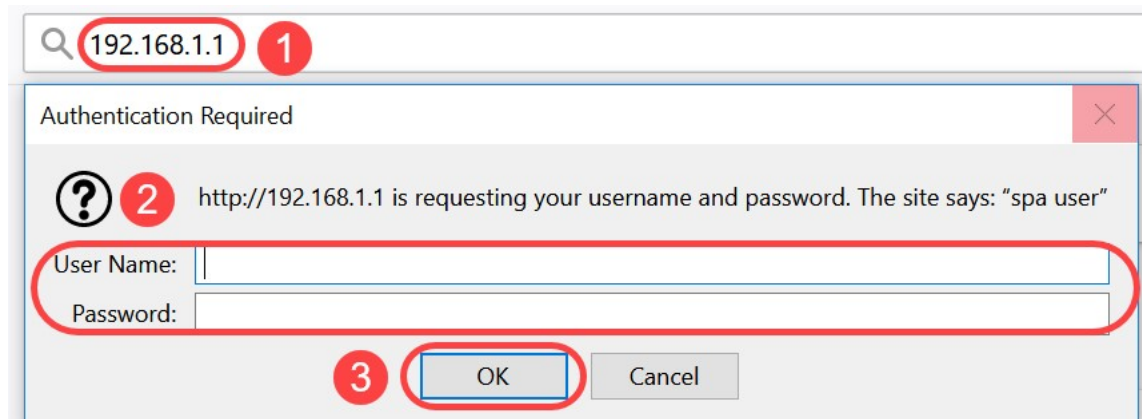 192.168.1.1 1
Authentication Required
? 2 http://192.168.1.1 is requesting your username and password. The site says: “spa user”
User Name:
Password:
3 OK Cancel